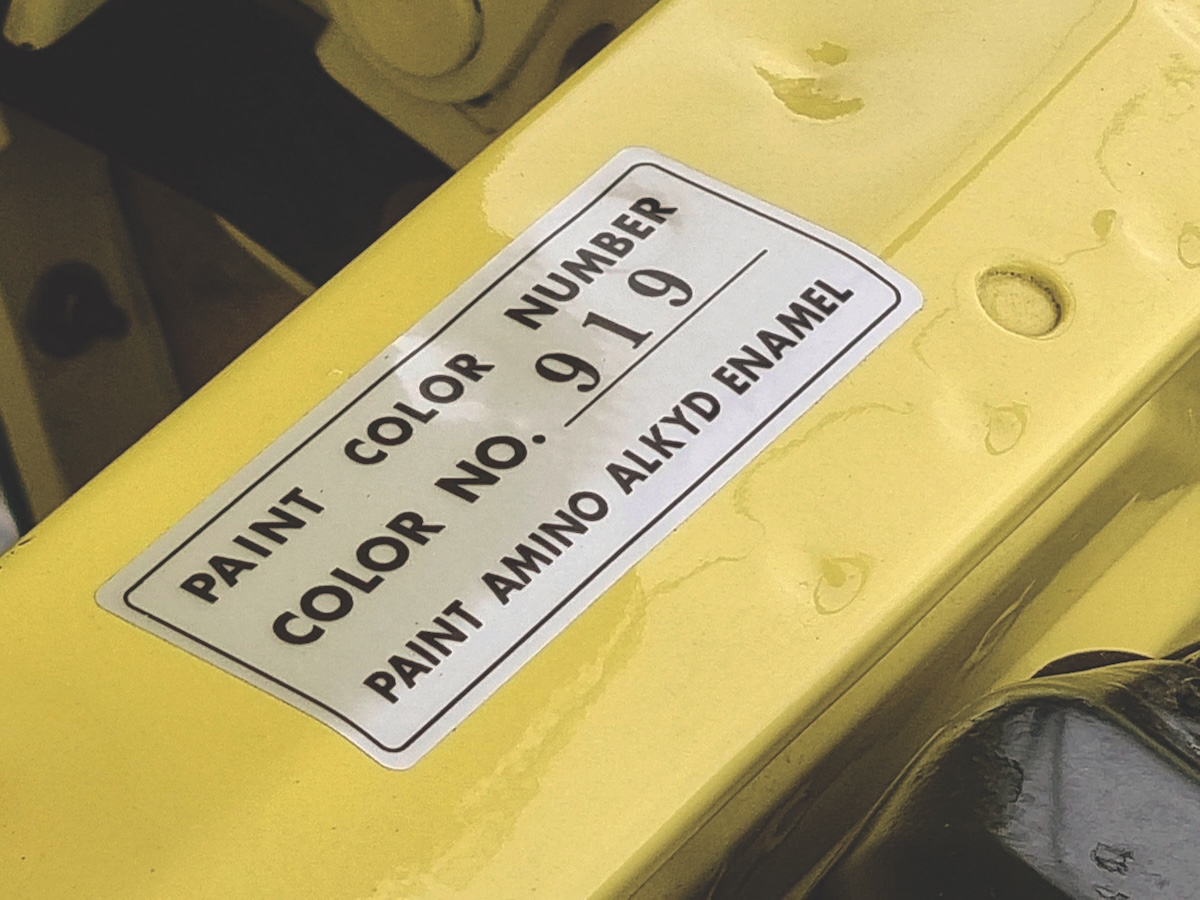 PAINT COLOR NUMBER
COLOR NO. 919
PAINT AMINO ALKYD ENAMEL